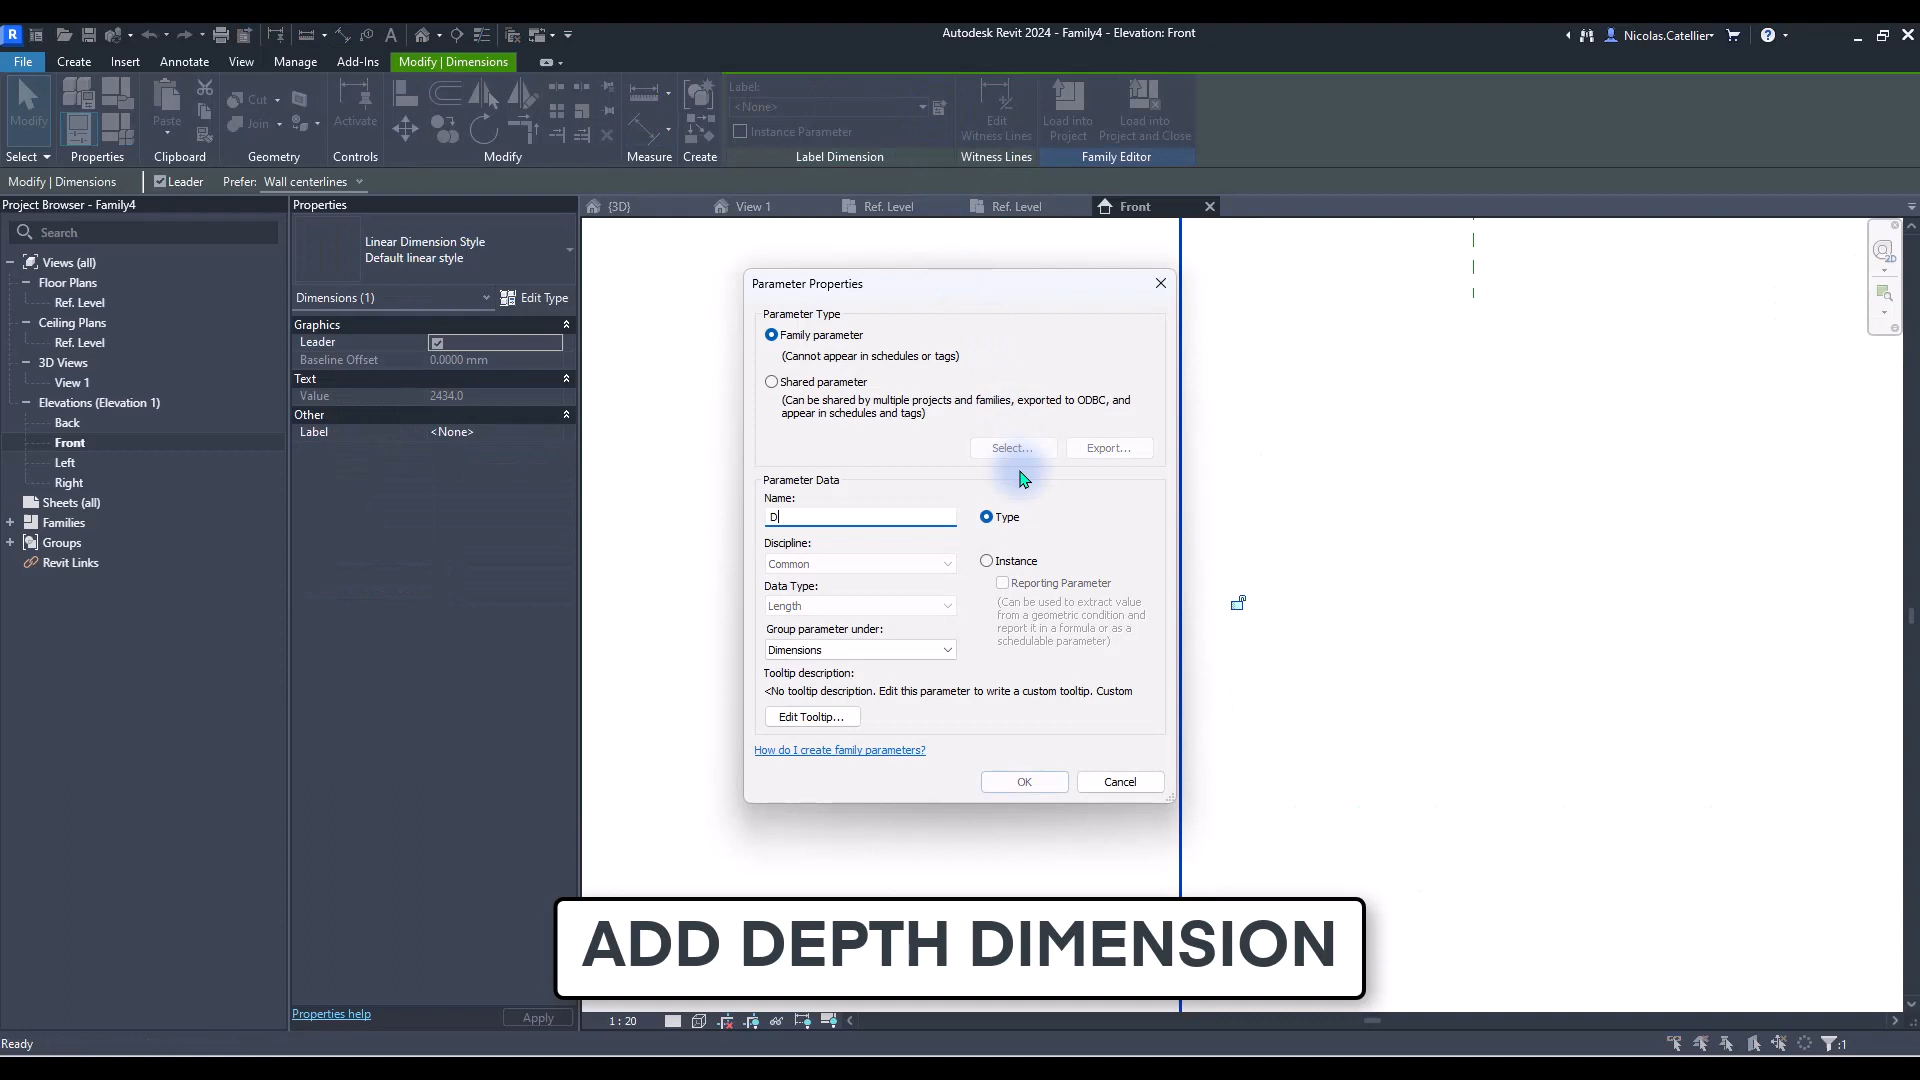 Autodesk Revit 2024 - Family4 - Elevation: Front
Nicolas.Catellier
File Create Insert Annotate View Manage Add-Ins Modify | Dimensions
Modify
Paste
Cut
Join
Activate
Label:
<None>
Instance Parameter
Edit
Witness Lines
Load into
Project
Load into
Project and Close
Select Properties Clipboard Geometry Controls Modify Measure Create Label Dimension Witness Lines Family Editor
Modify | Dimensions Leader Prefer: Wall centerlines
Project Browser - Family4
Search
Views (all)
Floor Plans
Ref. Level
Ceiling Plans
Ref. Level
3D Views
View 1
Elevations (Elevation 1)
Back
Front
Left
Right
Sheets (all)
Families
Groups
Revit Links
Properties
Linear Dimension Style
Default linear style
Dimensions (1)
Edit Type
Graphics
Leader
Baseline Offset 0.0000 mm
Text
Value 2434.0
Other
Label <None>
Properties help
Apply
{3D} View 1 Ref. Level Ref. Level Front
2D
Parameter Properties
Parameter Type
Family parameter
(Cannot appear in schedules or tags)
Shared parameter
(Can be shared by multiple projects and families, exported to ODBC, and
appear in schedules and tags)
Select...
Export...
Parameter Data
Name:
D
Type
Discipline:
Common
Instance
Data Type:
Reporting Parameter
Length
(Can be used to extract value
from a geometric condition and
report it in a formula or as a
schedulable parameter)
Group parameter under:
Dimensions
Tooltip description:
<No tooltip description. Edit this parameter to write a custom tooltip. Custom
Edit Tooltip...
How do I create family parameters?
OK
Cancel
ADD DEPTH DIMENSION
1 : 20
Ready
:1